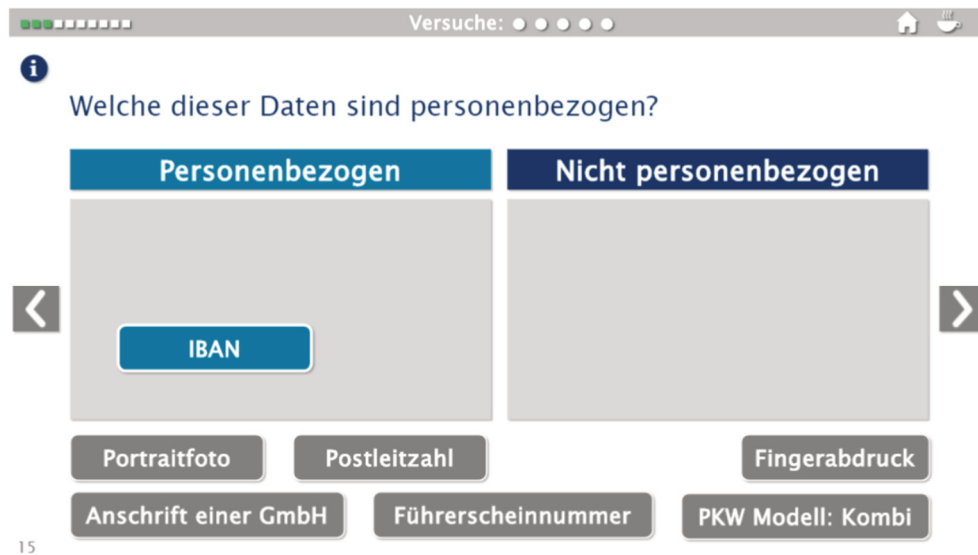 Versuche:
i
Welche dieser Daten sind personenbezogen?
Personenbezogen
Nicht personenbezogen
IBAN
Portraitfoto
Postleitzahl
Fingerabdruck
Anschrift einer GmbH
Führerscheinnummer
PKW Modell: Kombi
15